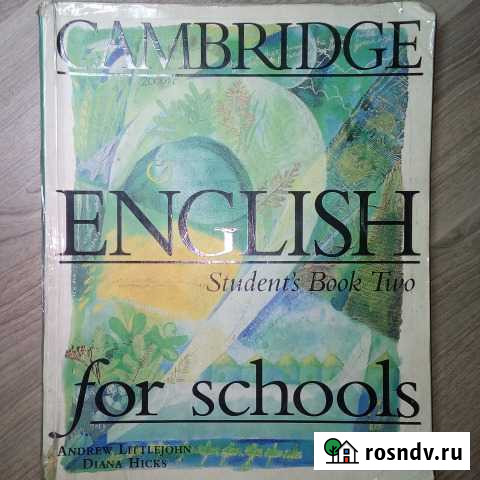 CAMBRIDGE
ENGLISH
Student's Book Two
for schools
ANDREW LITTLEJOHN
DIANA HICKS
rosndv.ru